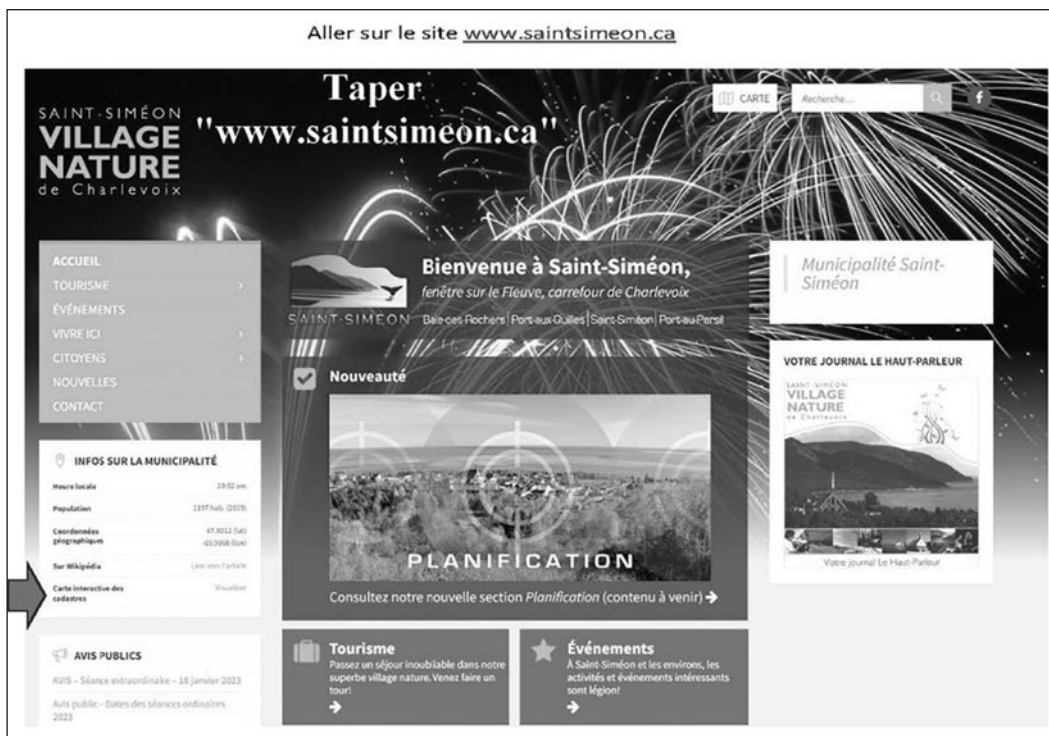 Aller sur le site www.saintsimeon.ca
Taper
"www.saintsimeon.ca"
SAINT-SIMÉON
VILLAGE
NATURE
de Charlevoix
CARTE
Recherche...
f
ACCUEIL
TOURISME
ÉVÉNEMENTS
VIVRE ICI
CITOYENS
NOUVELLES
CONTACT
Bienvenue à Saint-Siméon,
fenêtre sur le Fleuve, carrefour de Charlevoix
SAINT-SIMÉON
Baie-des-Rochers | Port-aux-Quilles | Saint-Siméon | Port-au-Persil
Municipalité Saint-
Siméon
Nouveauté
PLANIFICATION
Consultez notre nouvelle section Planification (contenu à venir)
VOTRE JOURNAL LE HAUT-PARLEUR
SAINT-SIMÉON
VILLAGE
NATURE
de Charlevoix
Votre journal Le Haut-Parleur
INFOS SUR LA MUNICIPALITÉ
Heure locale
Population 1197 hab. (2019)
Coordonnées
géographiques
Sur Wikipédia Lien vers l'article
Carte interactive des
cadastres
Visualiser
AVIS PUBLICS
AVIS – Séance extraordinaire – 18 janvier 2023
Avis public – Dates des séances ordinaires
2023
Tourisme
Passez un séjour inoubliable dans notre
superbe village nature. Venez faire un
tour!
Événements
À Saint-Siméon et les environs, les
activités et événements intéressants
sont légion!